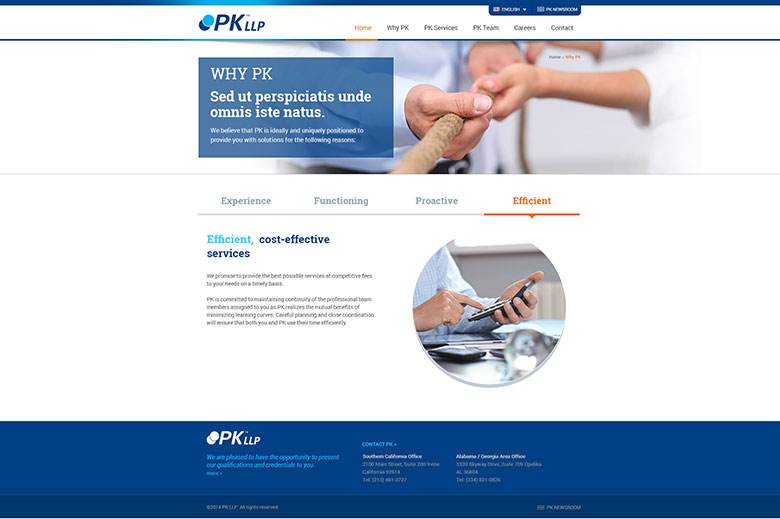 ENGLISH
PK NEWSROOM
PK™ LLP
Home
Why PK
PK Services
PK Team
Careers
Contact
Home » Why PK
WHY PK
Sed ut perspiciatis unde
omnis iste natus.
We believe that PK is ideally and uniquely positioned to
provide you with solutions for the following reasons:
Experience
Functioning
Proactive
Efficient
Efficient, cost-effective
services
We promise to provide the best possible services at competitive fees
to your needs on a timely basis.
PK is committed to maintaining continuity of the professional team
members assigned to you as PK realizes the mutual benefits of
minimizing learning curves. Careful planning and close coordination
will ensure that both you and PK use their time efficiently.
PK™ LLP
We are pleased to have the opportunity to present
our qualifications and credentials to you.
more »
CONTACT PK »
Southern California Office
2100 Main Street, Suite 200 Irvine
California 92614
Tel: (213) 481-2727
Alabama / Georgia Area Office
3320 Skyway Drive, Suite 709 Opelika
AL 36804
Tel: (334) 821-0826
©2014 PK LLP. All rights reserved.
PK NEWSROOM